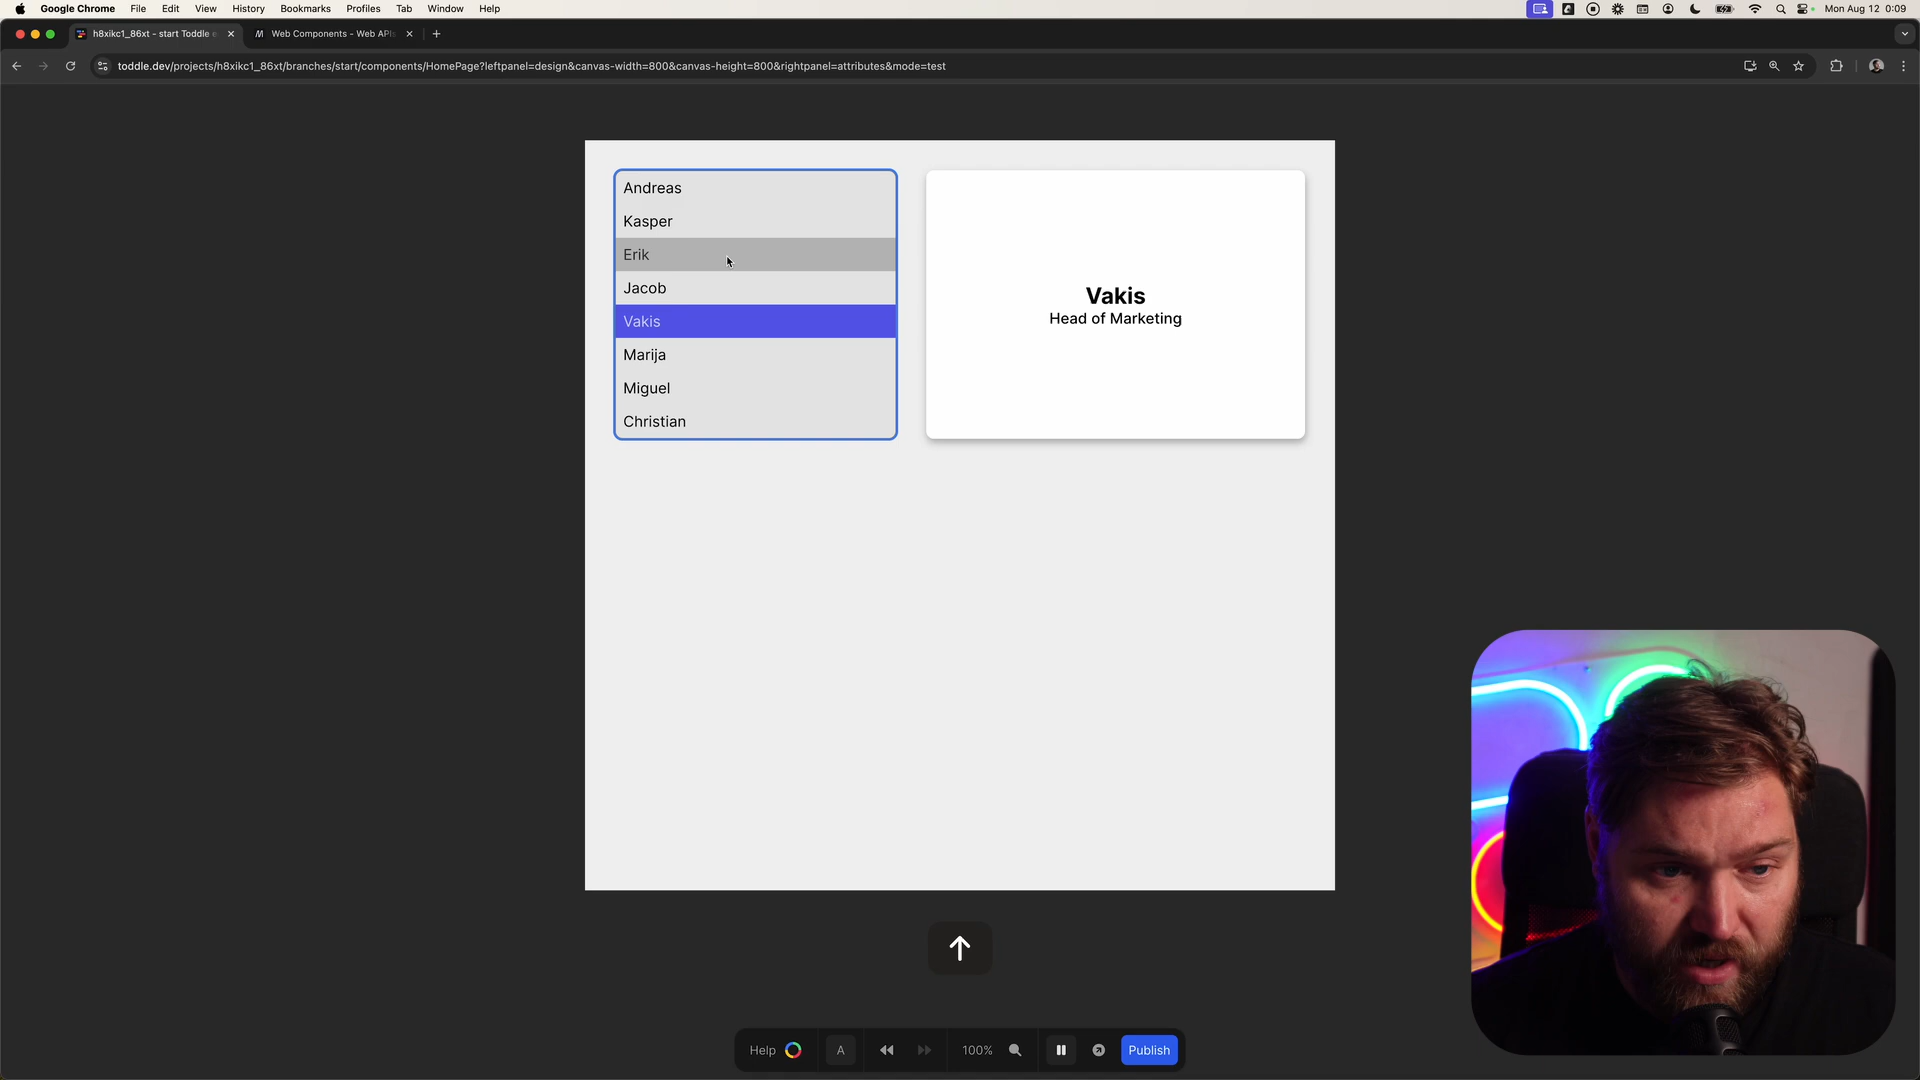 Google Chrome File Edit View History Bookmarks Profiles Tab Window Help
Mon Aug 12 0:09
h8xikc1_86xt - start Toddle e
Web Components - Web APIs
toddle.dev/projects/h8xikc1_86xt/branches/start/components/HomePage?leftpanel=design&canvas-width=800&canvas-height=800&rightpanel=attributes&mode=test
Andreas
Kasper
Erik
Jacob
Vakis
Marija
Miguel
Christian
Vakis
Head of Marketing
Help A 100% Publish